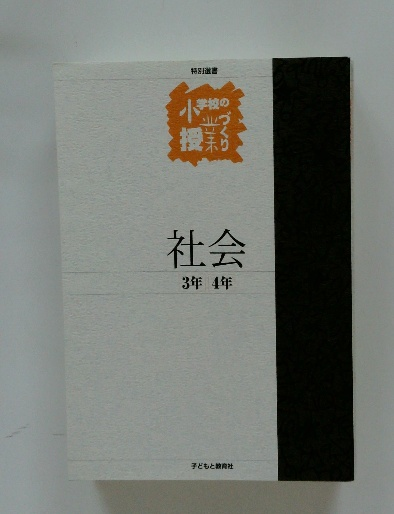 特別選書
小学校の
授業づくり
社会
3年 4年
子どもと教育社